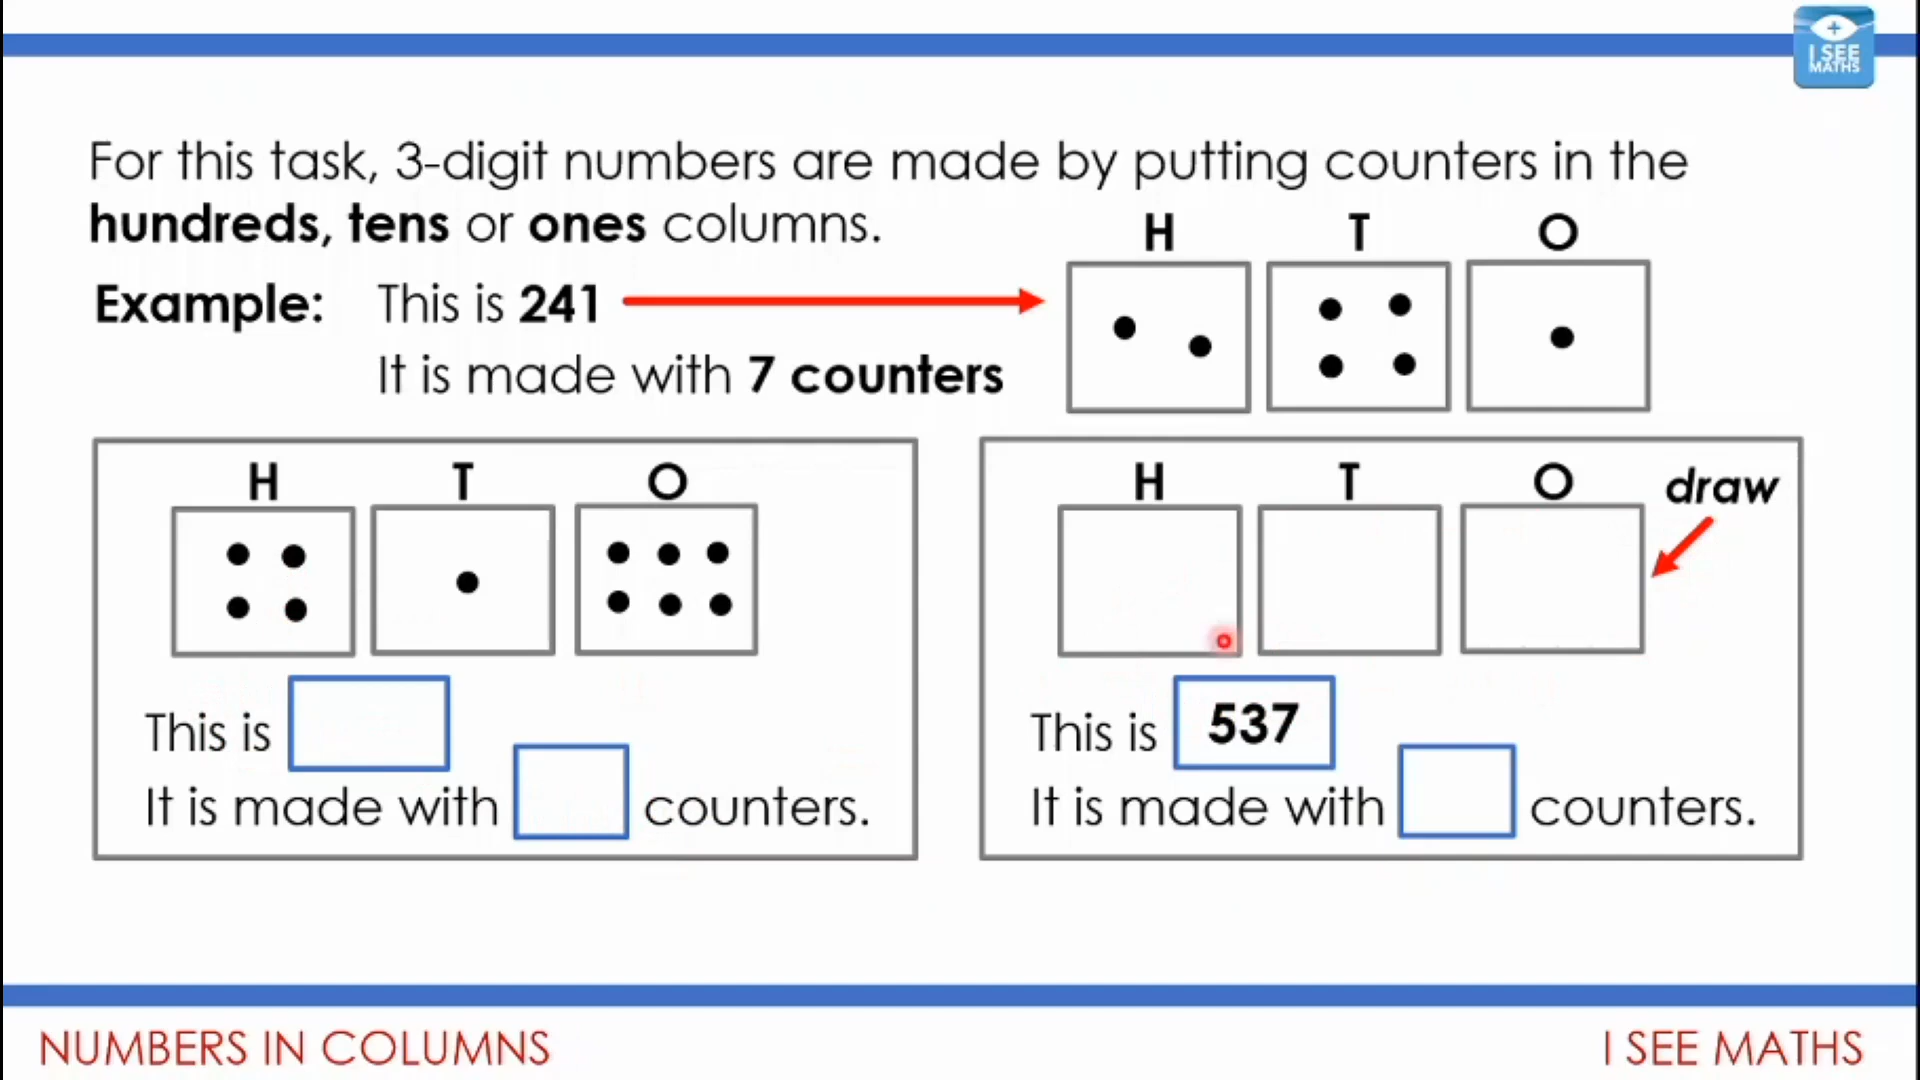 I SEE
MATHS
For this task, 3-digit numbers are made by putting counters in the
hundreds, tens or ones columns.
H T O
Example: This is 241
It is made with 7 counters
H T O
This is
It is made with counters.
H T O draw
This is 537
It is made with counters.
NUMBERS IN COLUMNS
I SEE MATHS